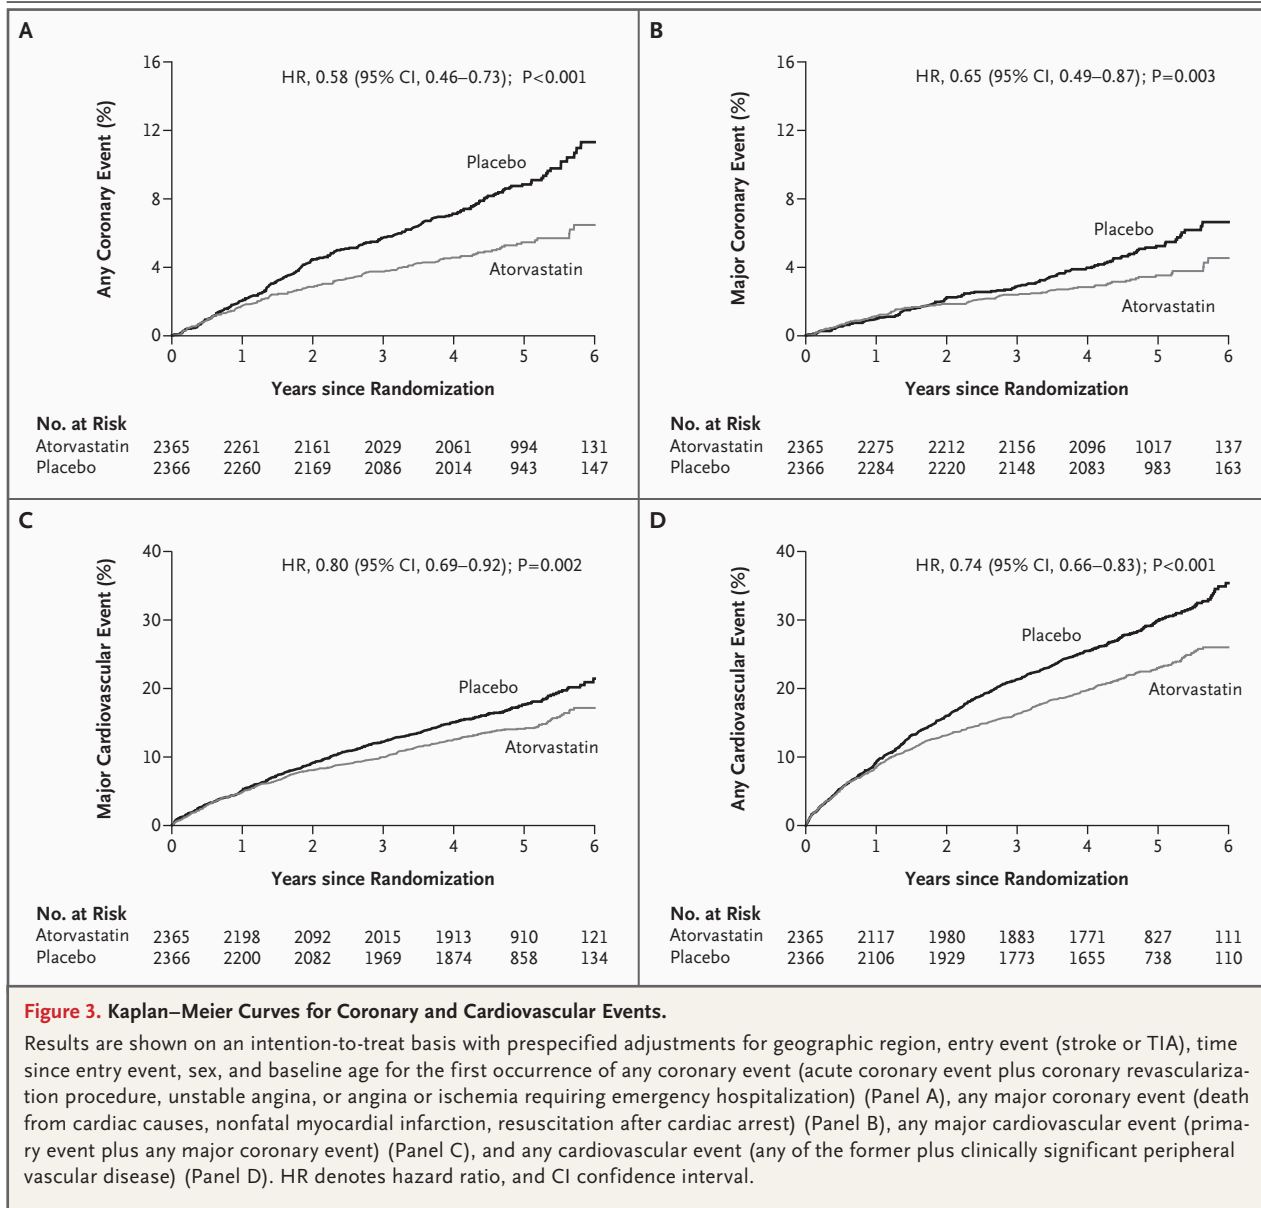 A
Any Coronary Event (%)
16
12
8
4
0
HR, 0.58 (95% CI, 0.46–0.73); P<0.001
Placebo
Atorvastatin
0 1 2 3 4 5 6
Years since Randomization
No. at Risk
Atorvastatin 2365 2261 2161 2029 2061 994 131
Placebo 2366 2260 2169 2086 2014 943 147
B
Major Coronary Event (%)
16
12
8
4
0
HR, 0.65 (95% CI, 0.49–0.87); P=0.003
Placebo
Atorvastatin
0 1 2 3 4 5 6
Years since Randomization
No. at Risk
Atorvastatin 2365 2275 2212 2156 2096 1017 137
Placebo 2366 2284 2220 2148 2083 983 163
C
Major Cardiovascular Event (%)
40
30
20
10
0
HR, 0.80 (95% CI, 0.69–0.92); P=0.002
Placebo
Atorvastatin
0 1 2 3 4 5 6
Years since Randomization
No. at Risk
Atorvastatin 2365 2198 2092 2015 1913 910 121
Placebo 2366 2200 2082 1969 1874 858 134
D
Any Cardiovascular Event (%)
40
30
20
10
0
HR, 0.74 (95% CI, 0.66–0.83); P<0.001
Placebo
Atorvastatin
0 1 2 3 4 5 6
Years since Randomization
No. at Risk
Atorvastatin 2365 2117 1980 1883 1771 827 111
Placebo 2366 2106 1929 1773 1655 738 110
Figure 3. Kaplan–Meier Curves for Coronary and Cardiovascular Events.
Results are shown on an intention-to-treat basis with prespecified adjustments for geographic region, entry event (stroke or TIA), time
since entry event, sex, and baseline age for the first occurrence of any coronary event (acute coronary event plus coronary revasculariza-
tion procedure, unstable angina, or angina or ischemia requiring emergency hospitalization) (Panel A), any major coronary event (death
from cardiac causes, nonfatal myocardial infarction, resuscitation after cardiac arrest) (Panel B), any major cardiovascular event (prima-
ry event plus any major coronary event) (Panel C), and any cardiovascular event (any of the former plus clinically significant peripheral
vascular disease) (Panel D). HR denotes hazard ratio, and CI confidence interval.